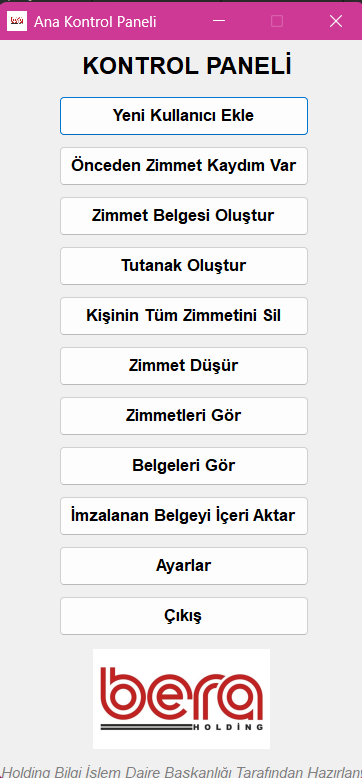 bera
Ana Kontrol Paneli
KONTROL PANELİ
Yeni Kullanıcı Ekle
Önceden Zimmet Kaydım Var
Zimmet Belgesi Oluştur
Tutanak Oluştur
Kişinin Tüm Zimmetini Sil
Zimmet Düşür
Zimmetleri Gör
Belgeleri Gör
İmzalanan Belgeyi İçeri Aktar
Ayarlar
Çıkış
bera
HOLDING
Holding Bilgi İşlem Daire Başkanlığı Tarafından Hazırlan